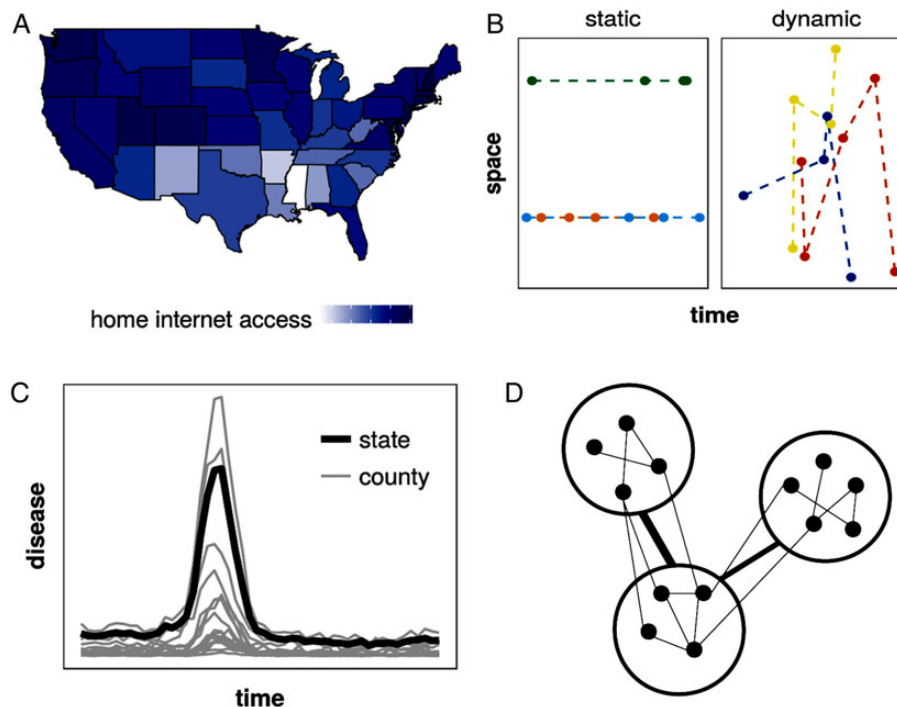 A
home internet access
B
static
dynamic
space
time
C
state
county
disease
time
D